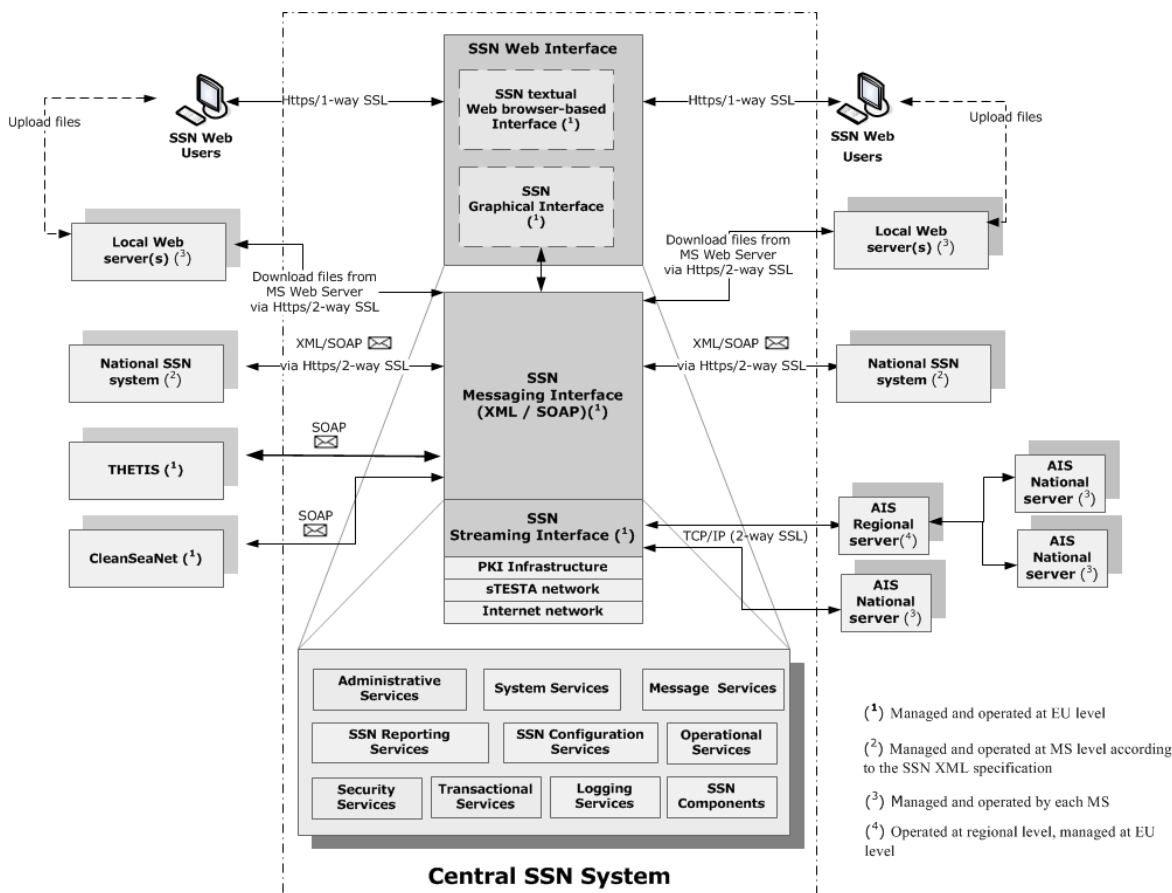 SSN Web Interface
SSN textual
Web browser-based
Interface (¹)
SSN
Graphical Interface
(¹)
Https/1-way SSL
Https/1-way SSL
SSN Web
Users
SSN Web
Users
Upload files
Upload files
Local Web
server(s) (³)
Local Web
server(s) (³)
Download files from
MS Web Server
via Https/2-way SSL
Download files from
MS Web Server
via Https/2-way SSL
National SSN
system (²)
XML/SOAP
via Https/2-way SSL
SSN
Messaging Interface
(XML / SOAP)(¹)
XML/SOAP
via Https/2-way SSL
National SSN
system (²)
THETIS (¹)
SOAP
CleanSeaNet (¹)
SOAP
SSN
Streaming Interface (¹)
TCP/IP (2-way SSL)
AIS
Regional
server(⁴)
AIS
National
server (³)
AIS
National
server (³)
AIS
National
server (³)
PKI Infrastructure
sTESTA network
Internet network
Administrative
Services
System Services
Message Services
SSN Reporting
Services
SSN Configuration
Services
Operational
Services
Security
Services
Transactional
Services
Logging
Services
SSN
Components
Central SSN System
(¹) Managed and operated at EU level
(²) Managed and operated at MS level according
to the SSN XML specification
(³) Managed and operated by each MS
(⁴) Operated at regional level, managed at EU
level